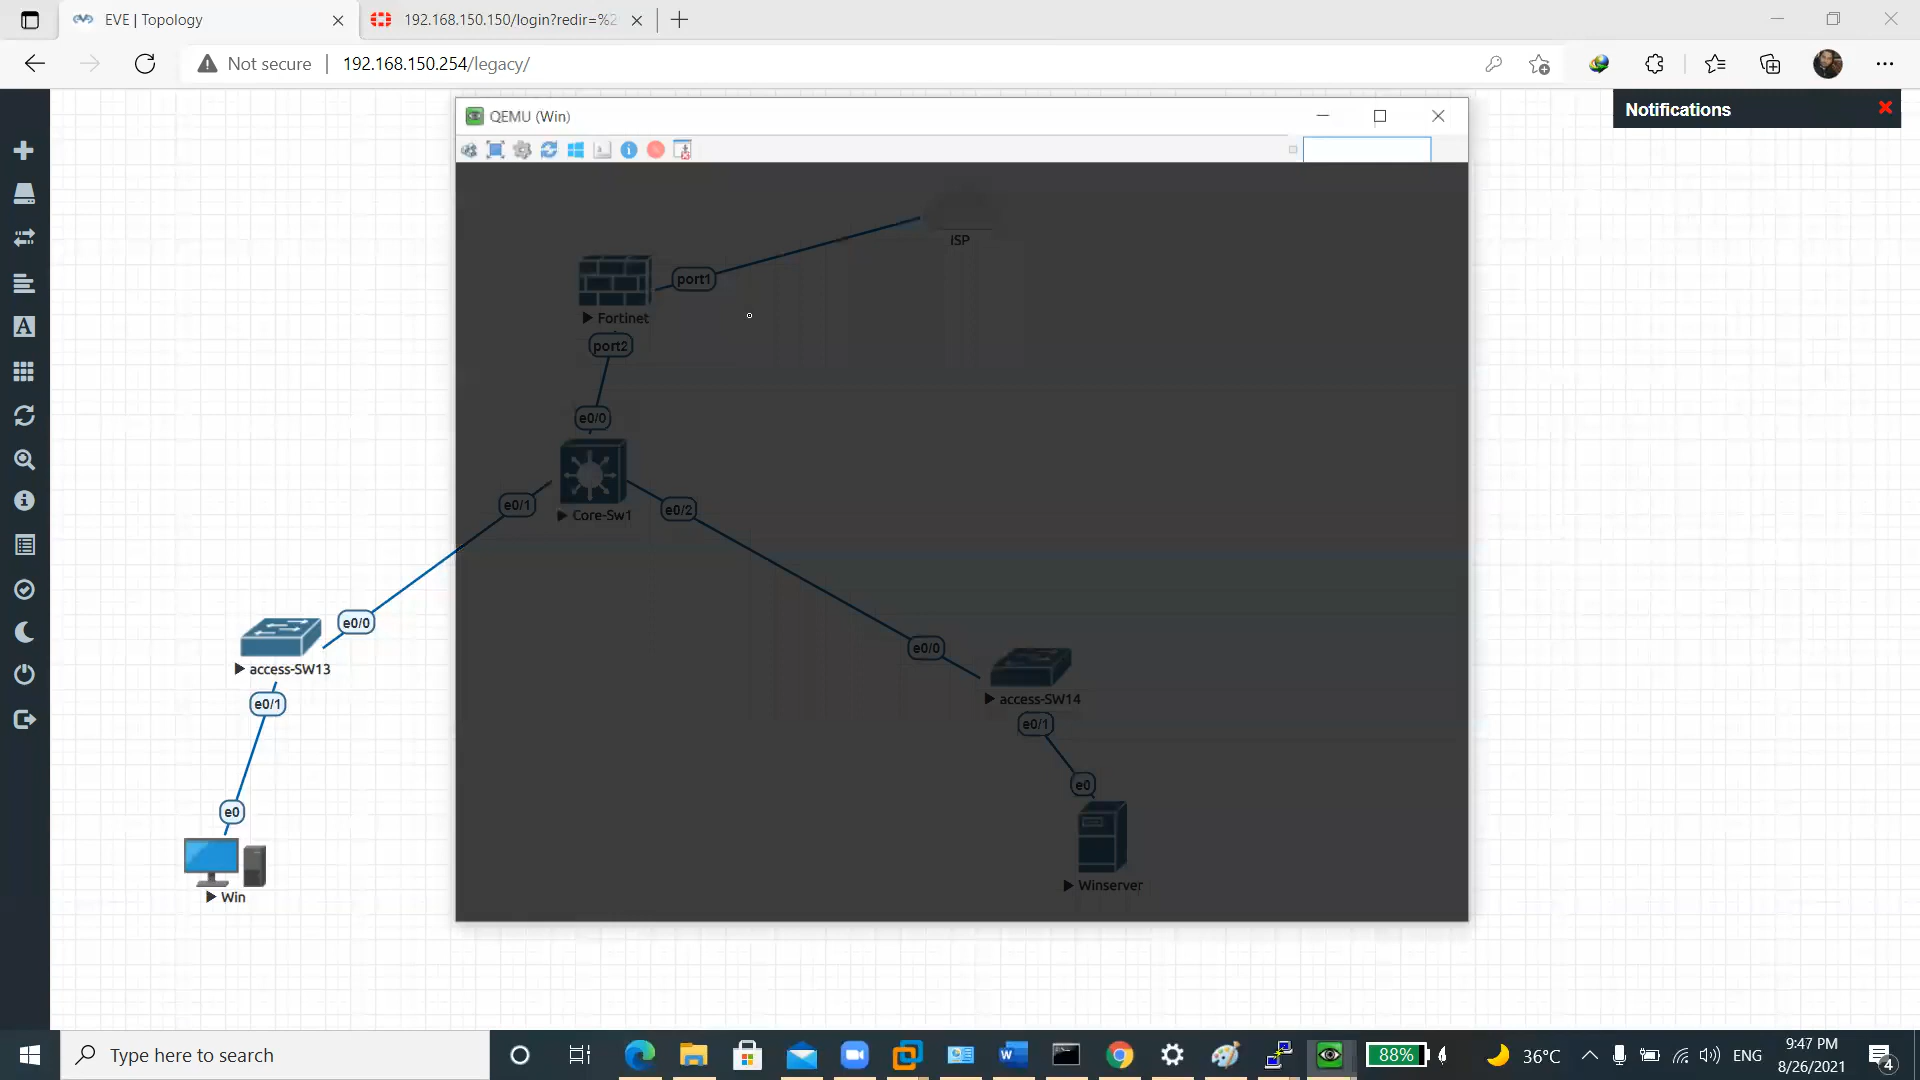 EVE | Topology
192.168.150.150/login?redir=%2
Not secure
192.168.150.254/legacy/
QEMU (Win)
Notifications
ISP
port1
Fortinet
port2
e0/0
Core-Sw1
e0/1
e0/2
e0/0
access-SW13
e0/1
e0/0
access-SW14
e0/1
e0
e0
Win
Winserver
Type here to search
88%
36°C
ENG
9:47 PM
8/26/2021
4